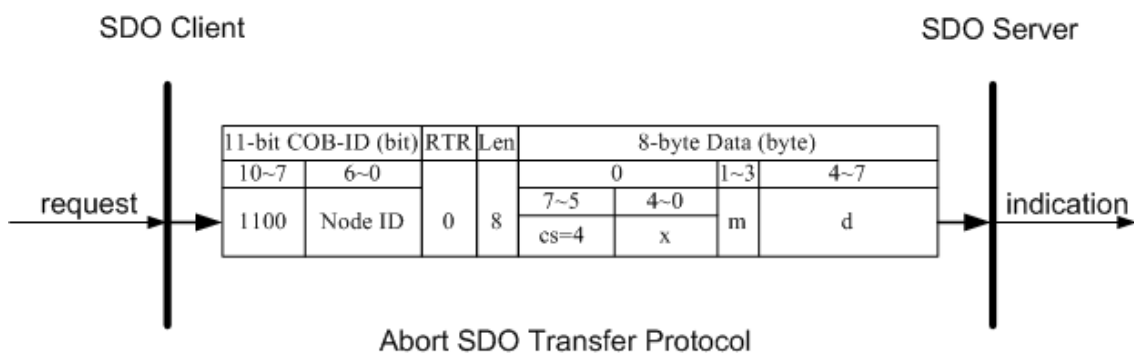 SDO Client
SDO Server
11-bit COB-ID (bit) RTR Len 8-byte Data (byte)
10~7 6~0 0 1~3 4~7
request 7~5 4~0 indication
1100 Node ID 0 8 cs=4 x m d
Abort SDO Transfer Protocol